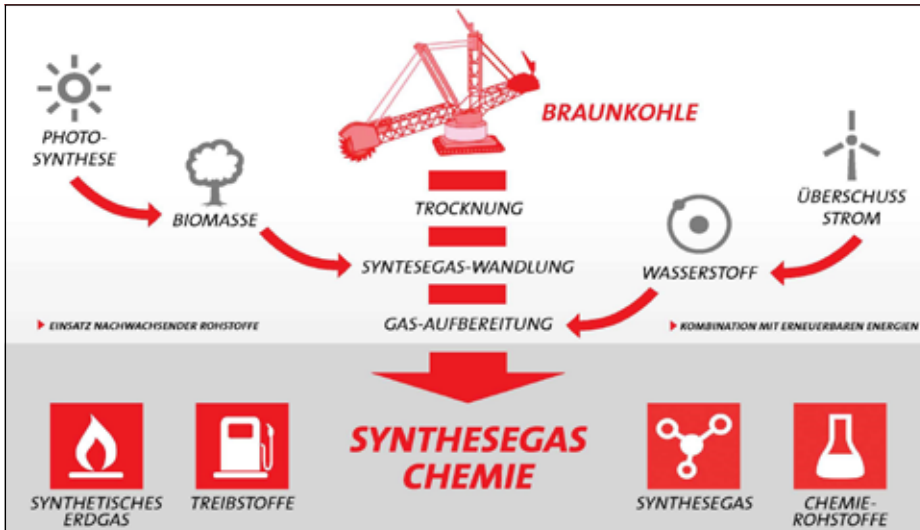 BRAUNKOHLE
PHOTO-
SYNTHESE
BIOMASSE
TROCKNUNG
ÜBERSCHUSS
STROM
SYNTESEGAS-WANDLUNG
WASSERSTOFF
GAS-AUFBEREITUNG
EINSATZ NACHWACHSENDER ROHSTOFFE
KOMBINATION MIT ERNEUERBAREN ENERGIEN
SYNTHESEGAS
CHEMIE
SYNTHETISCHES
ERDGAS
TREIBSTOFFE
SYNTHESEGAS
CHEMIE-
ROHSTOFFE